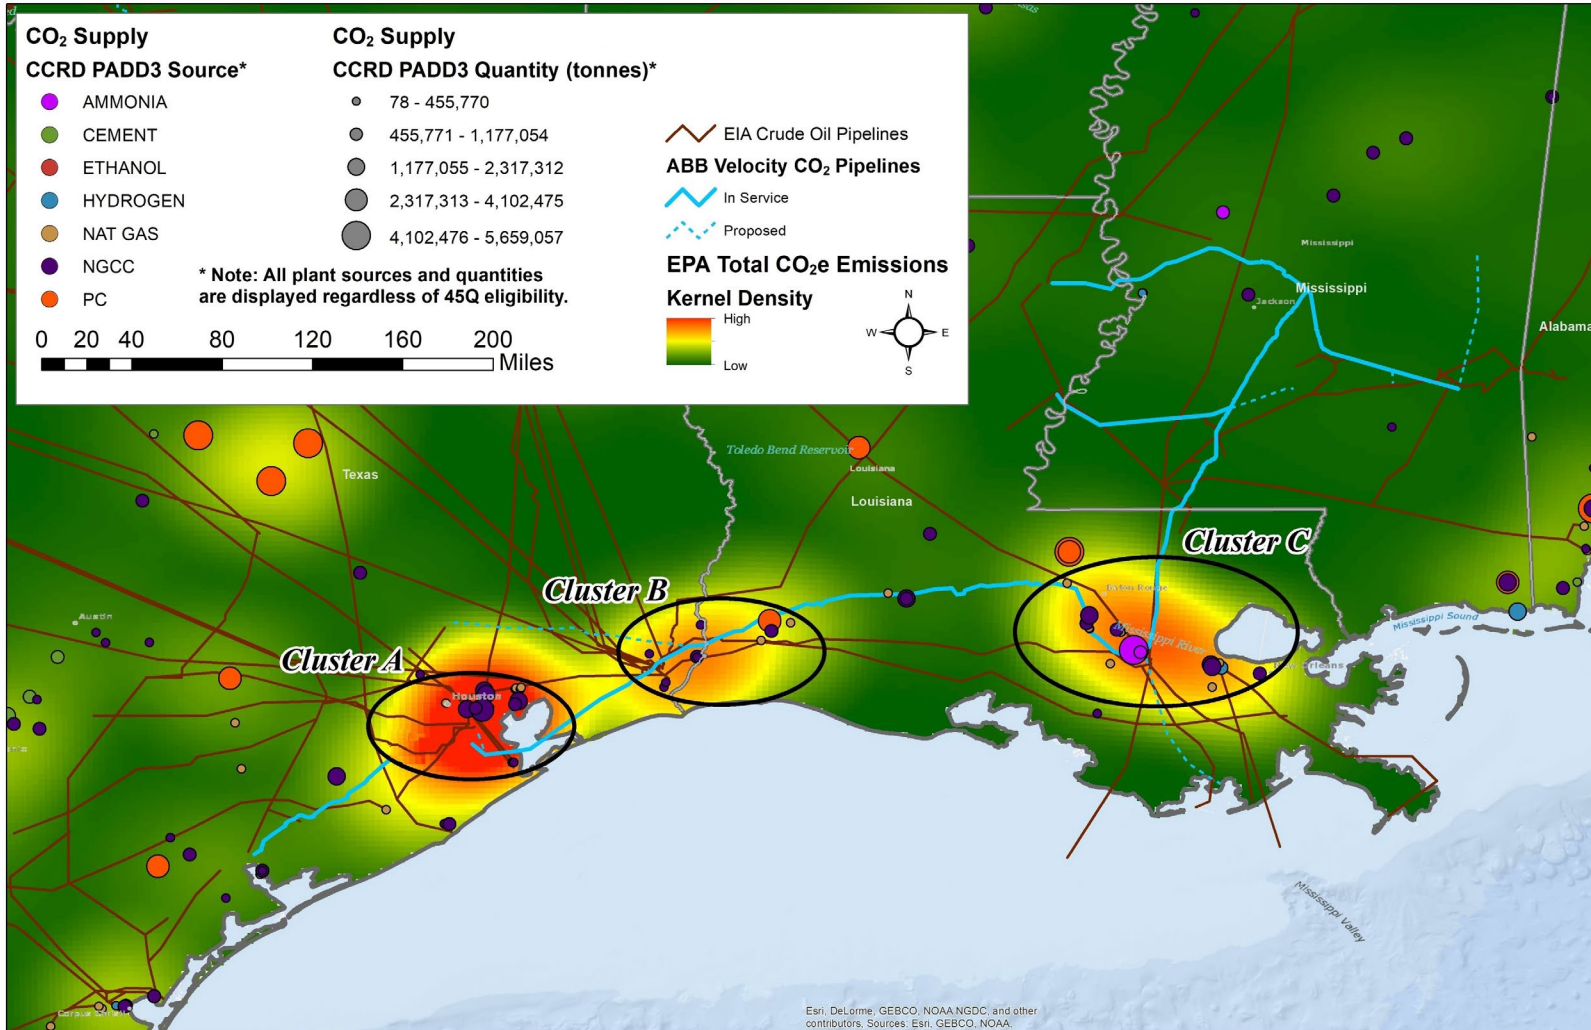 CO₂ Supply
CCRD PADD3 Source*
AMMONIA
CEMENT
ETHANOL
HYDROGEN
NAT GAS
NGCC
PC
CO₂ Supply
CCRD PADD3 Quantity (tonnes)*
78 - 455,770
455,771 - 1,177,054
1,177,055 - 2,317,312
2,317,313 - 4,102,475
4,102,476 - 5,659,057
* Note: All plant sources and quantities
are displayed regardless of 45Q eligibility.
0 20 40 80 120 160 200
Miles
EIA Crude Oil Pipelines
ABB Velocity CO₂ Pipelines
In Service
Proposed
EPA Total CO₂e Emissions
Kernel Density
High
Low
N
W E
S
Mississippi
Mississippi
Jackson
Alabama
Toledo Bend Reservoir
Louisiana
Louisiana
Texas
Austin
Cluster A
Houston
Cluster B
Cluster C
Baton Rouge
Mississippi River
New Orleans
Mississippi Sound
Mississippi Valley
Corpus Christi
Esri, DeLorme, GEBCO, NOAA NGDC, and other
contributors, Sources: Esri, GEBCO, NOAA,